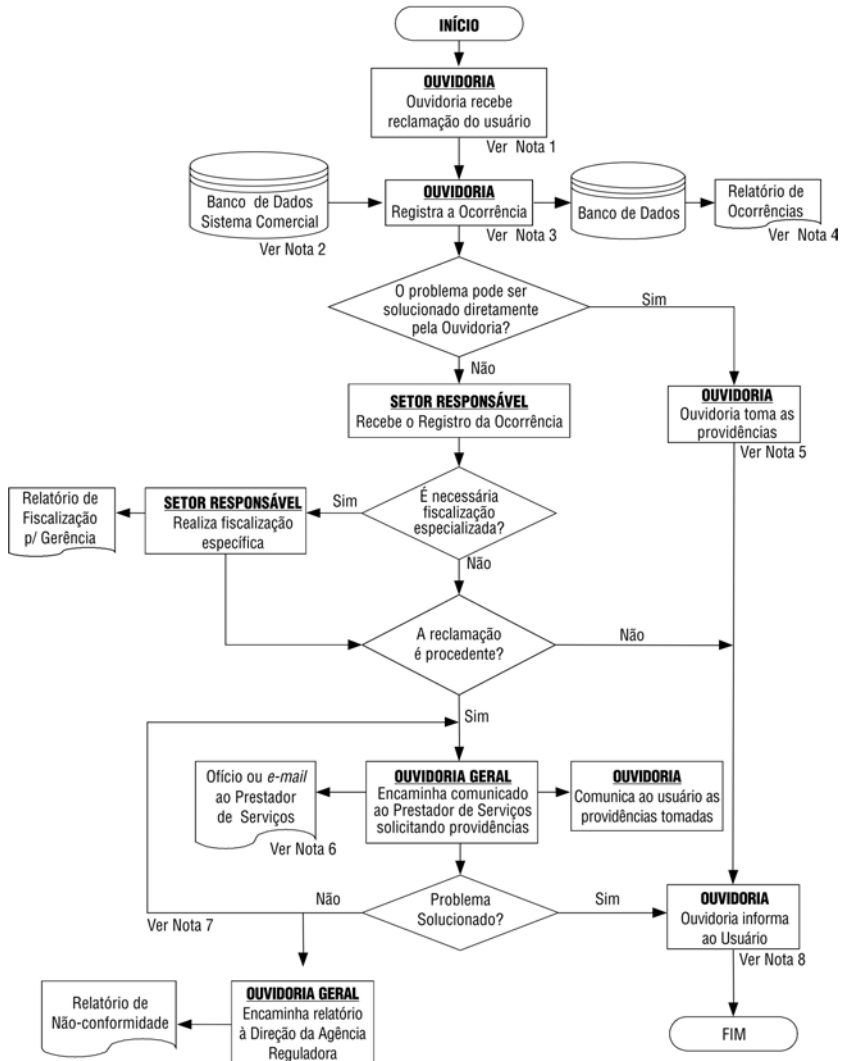 INÍCIO
OUVIDORIA
Ouvidoria recebe
reclamação do usuário
Ver Nota 1
Banco de Dados
Sistema Comercial
Ver Nota 2
OUVIDORIA
Registra a Ocorrência
Ver Nota 3
Banco de Dados
Relatório de
Ocorrências
Ver Nota 4
O problema pode ser
solucionado diretamente
pela Ouvidoria?
Sim
Não
SETOR RESPONSÁVEL
Recebe o Registro da Ocorrência
OUVIDORIA
Ouvidoria toma as
providências
Ver Nota 5
É necessária
fiscalização
especializada?
Sim
SETOR RESPONSÁVEL
Realiza fiscalização
específica
Relatório de
Fiscalização
p/ Gerência
Não
A reclamação
é procedente?
Não
Sim
Ofício ou e-mail
ao Prestador
de Serviços
Ver Nota 6
OUVIDORIA GERAL
Encaminha comunicado
ao Prestador de Serviços
solicitando providências
OUVIDORIA
Comunica ao usuário as
providências tomadas
Problema
Solucionado?
Não
Ver Nota 7
Sim
OUVIDORIA
Ouvidoria informa
ao Usuário
Ver Nota 8
Relatório de
Não-conformidade
OUVIDORIA GERAL
Encaminha relatório
à Direção da Agência
Reguladora
FIM